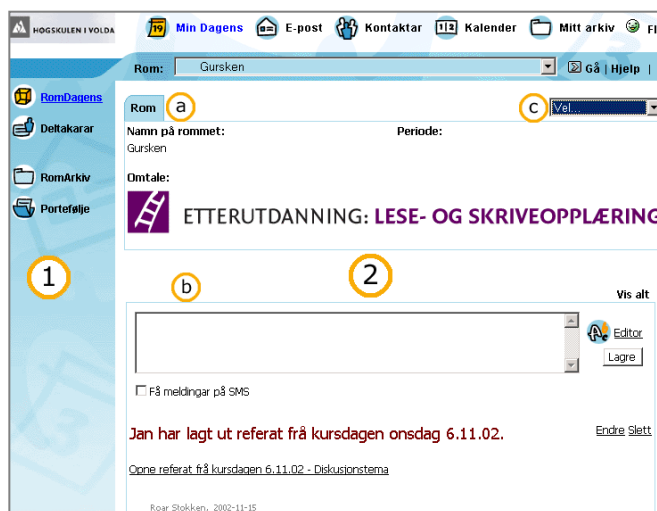 HØGSKULEN I VOLDA
19 Min Dagens E-post Kontaktar 12 Kalender Mitt arkiv
Rom: Gursken Gå | Hjelp |
RomDagens
Deltakarar
RomArkiv
Portefølje
1
Rom a c Vel...
Namn på rommet: Periode:
Gursken
Omtale:
ETTERUTDANNING: LESE- OG SKRIVEOPPLÆRING
2
b
Vis alt
Editor
Lagre
Få meldingar på SMS
Jan har lagt ut referat frå kursdagen onsdag 6.11.02. Endre Slett
Opne referat frå kursdagen 6.11.02 - Diskusjonstema
Roar Stokken, 2002-11-15